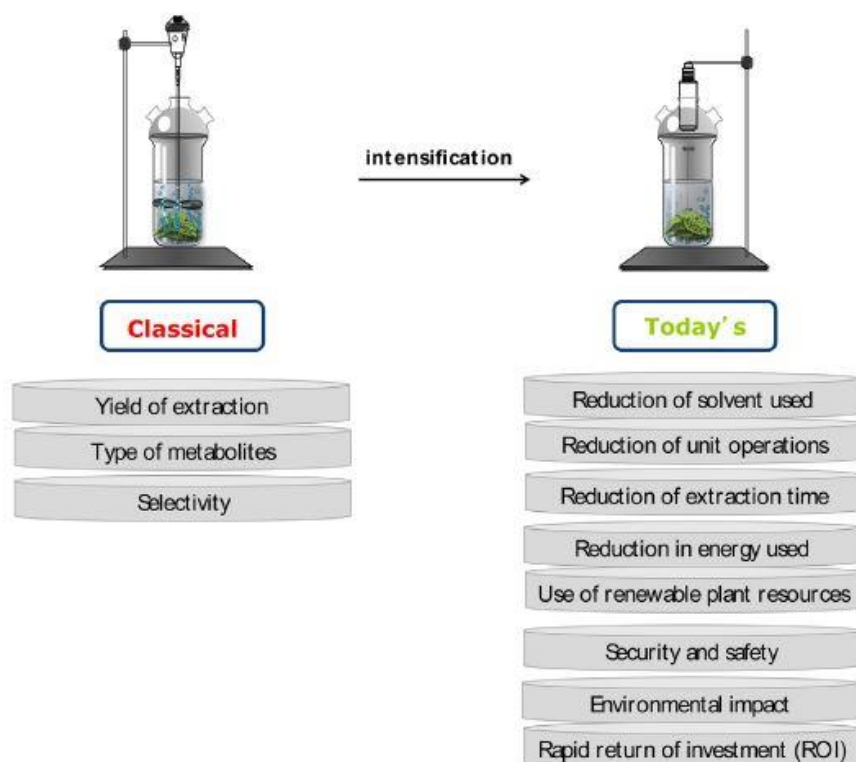 intensification
Classical
Yield of extraction
Type of metabolites
Selectivity
Today's
Reduction of solvent used
Reduction of unit operations
Reduction of extraction time
Reduction in energy used
Use of renewable plant resources
Security and safety
Environmental impact
Rapid return of investment (ROI)